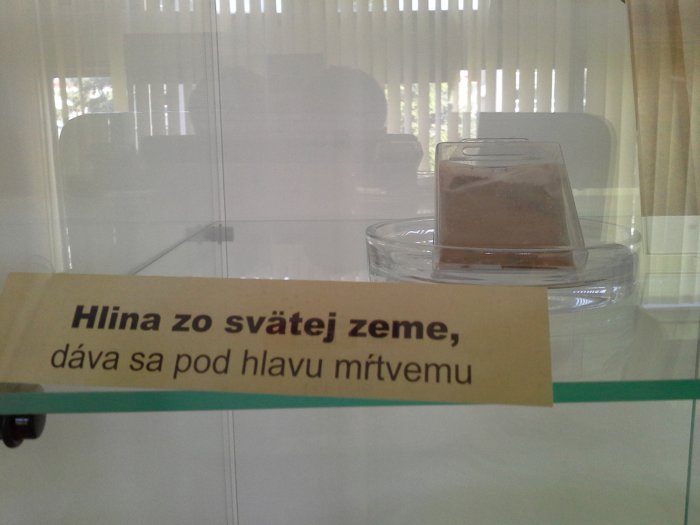 Hlina zo svätej zeme,
dáva sa pod hlavu mŕtvemu